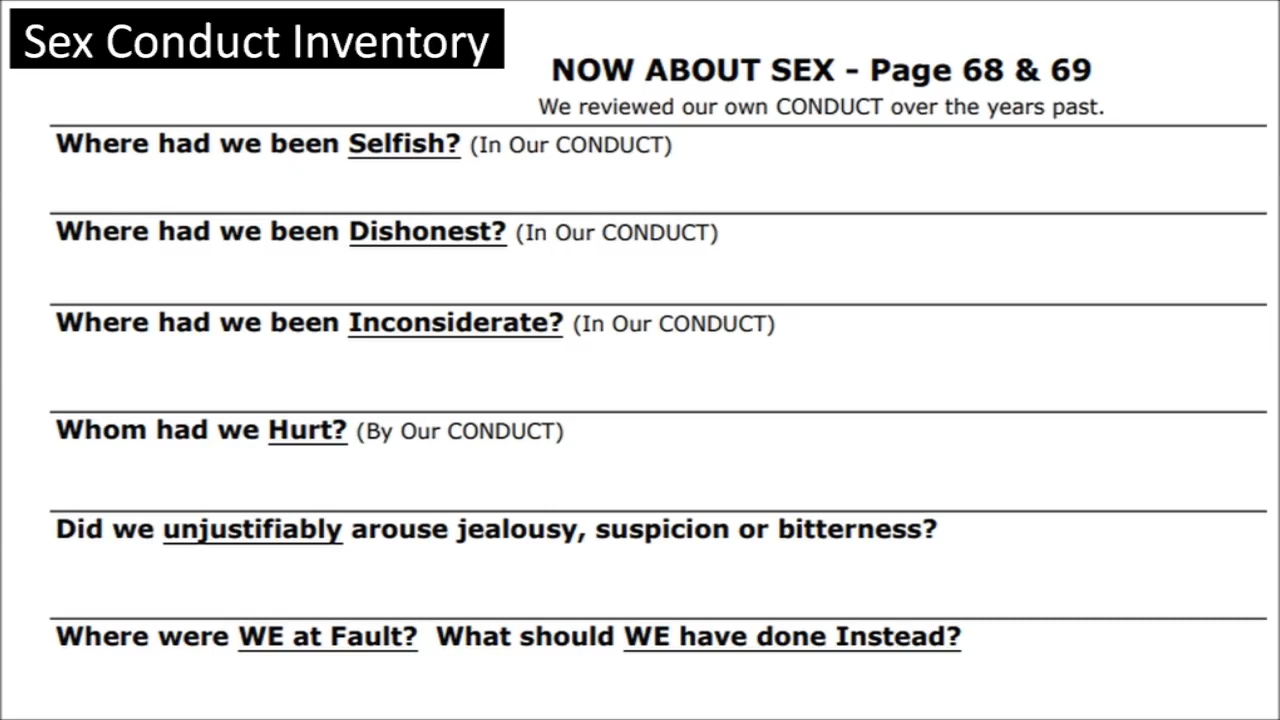 Sex Conduct Inventory
NOW ABOUT SEX - Page 68 & 69
We reviewed our own CONDUCT over the years past.
Where had we been Selfish? (In Our CONDUCT)
Where had we been Dishonest? (In Our CONDUCT)
Where had we been Inconsiderate? (In Our CONDUCT)
Whom had we Hurt? (By Our CONDUCT)
Did we unjustifiably arouse jealousy, suspicion or bitterness?
Where were WE at Fault? What should WE have done Instead?